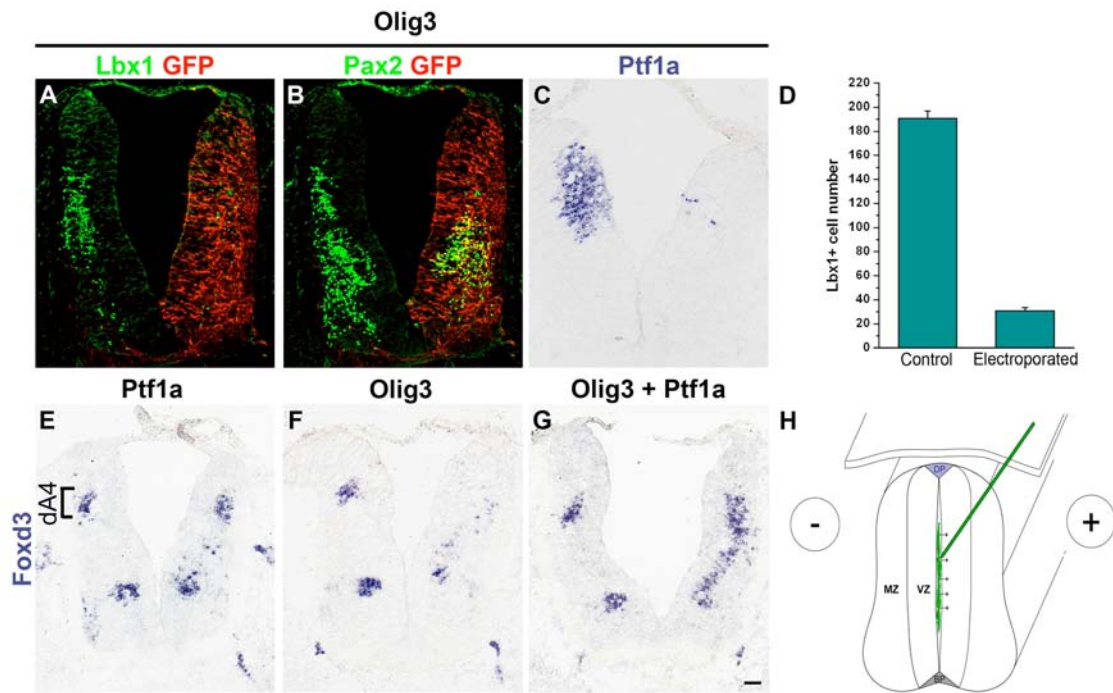 Olig3
Lbx1 GFP
Pax2 GFP
Ptf1a
A
B
C
D
220
200
180
160
140
120
100
80
60
40
20
0
Lbx1+ cell number
Control
Electroporated
Ptf1a
Olig3
Olig3 + Ptf1a
E
F
G
H
dA4
Foxd3
DP
-
+
MZ
VZ
BP